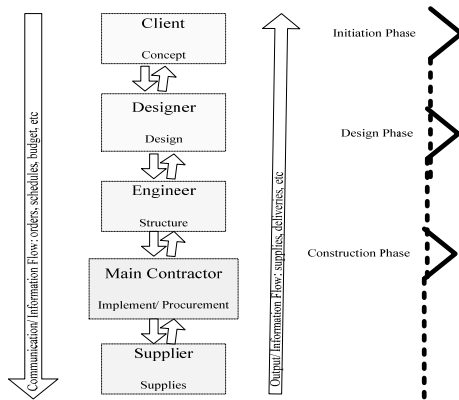 Client
Concept
Designer
Design
Engineer
Structure
Main Contractor
Implement/ Procurement
Supplier
Supplies
Communication/ Information Flow: orders, schedules, budget, etc
Output/ Information Flow: supplies, deliveries, etc
Initiation Phase
Design Phase
Construction Phase